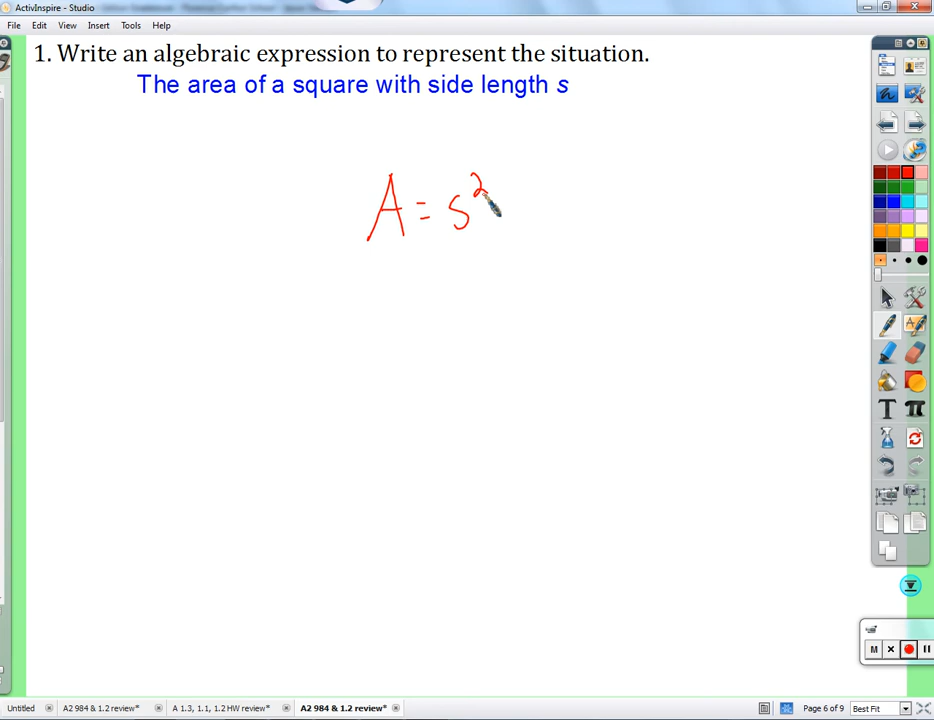 ActivInspire - Studio
File Edit View Insert Tools Help
1. Write an algebraic expression to represent the situation.
The area of a square with side length s
A = s²
M
Untitled A2 984 & 1.2 review* A 1.3, 1.1, 1.2 HW review* A2 984 & 1.2 review* Page 6 of 9 Best Fit